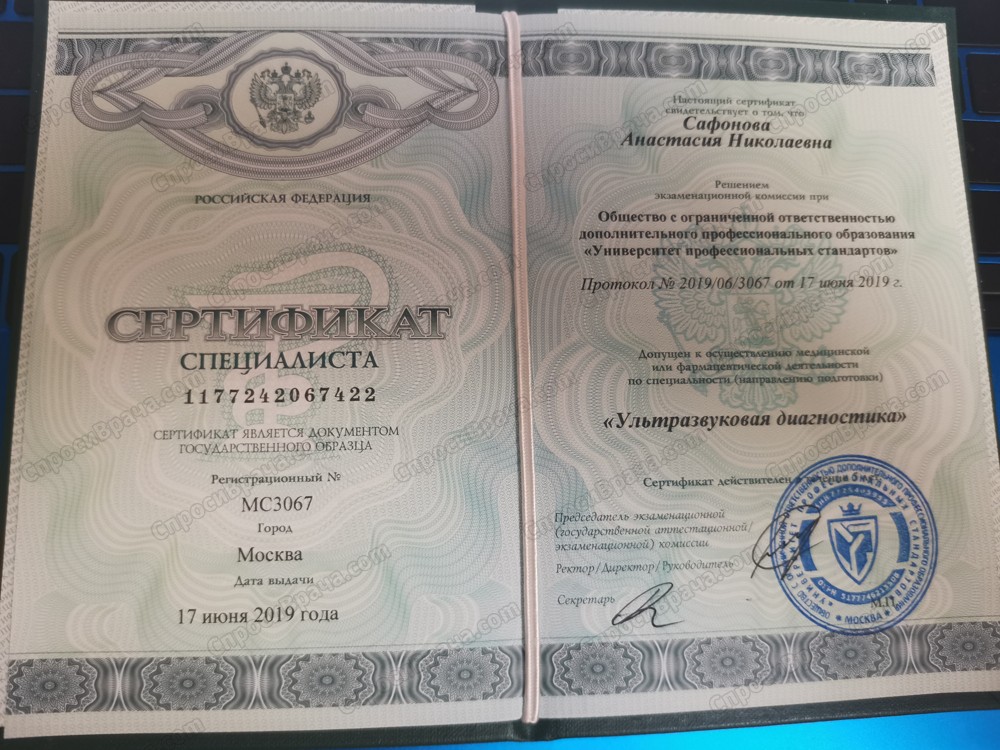 РОССИЙСКАЯ ФЕДЕРАЦИЯ
СЕРТИФИКАТ
СПЕЦИАЛИСТА
1177242067422
СЕРТИФИКАТ ЯВЛЯЕТСЯ ДОКУМЕНТОМ
ГОСУДАРСТВЕННОГО ОБРАЗЦА
Регистрационный №
МС3067
Город
Москва
Дата выдачи
17 июня 2019 года
Настоящий сертификат
свидетельствует о том, что
Сафонова
Анастасия Николаевна
Решением
экзаменационной комиссии при
Общество с ограниченной ответственностью
дополнительного профессионального образования
«Университет профессиональных стандартов»
Протокол № 2019/06/3067 от 17 июня 2019 г.
Допущен к осуществлению медицинской
или фармацевтической деятельности
по специальности (направлению подготовки)
«Ультразвуковая диагностика»
Сертификат действителен
Председатель экзаменационной
(государственной аттестационной/
экзаменационной) комиссии
Ректор/Директор/Руководитель
Секретарь
М.П.
МОСКВА
СпросиВрача.com